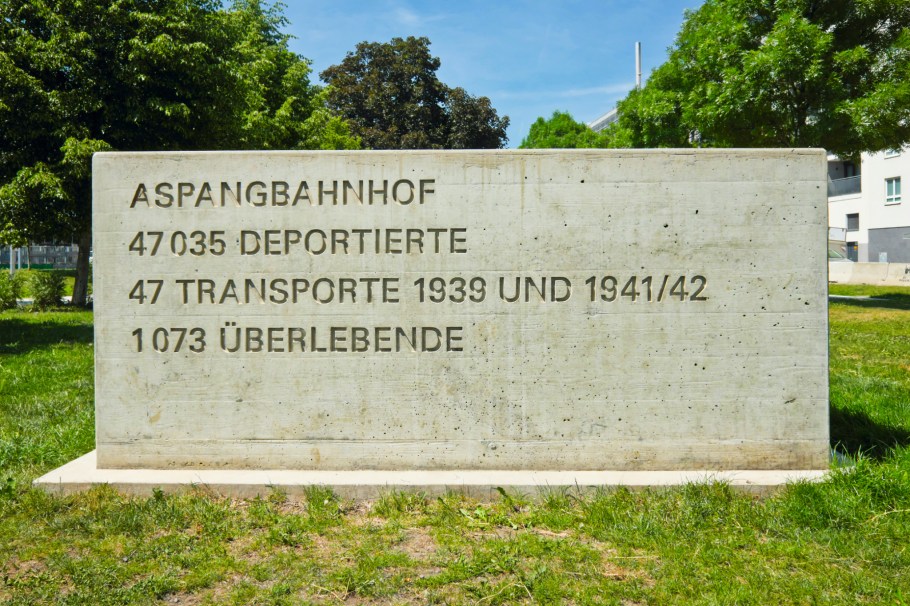 ASPANGBAHNHOF
47 035 DEPORTIERTE
47 TRANSPORTE 1939 UND 1941/42
1 073 ÜBERLEBENDE